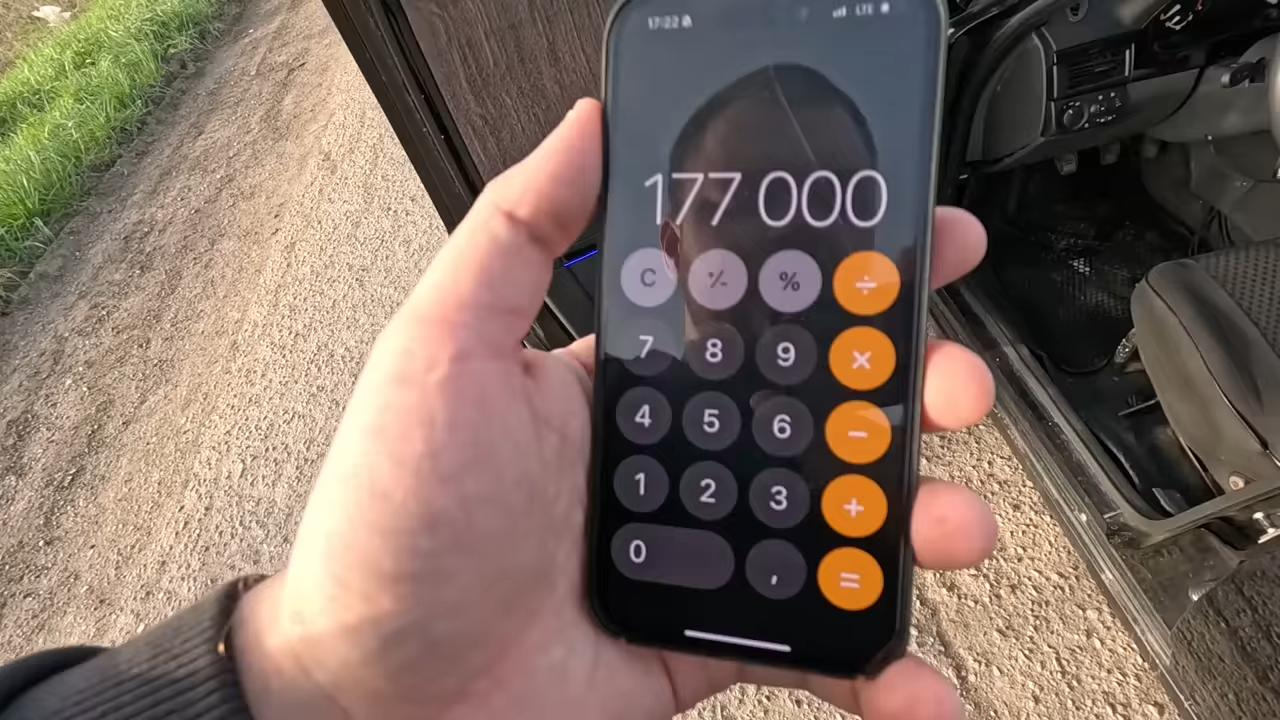 17:22 LTE
177 000
C ⁺⁄₋ % ÷
7 8 9 ×
4 5 6 −
1 2 3 +
0 , =